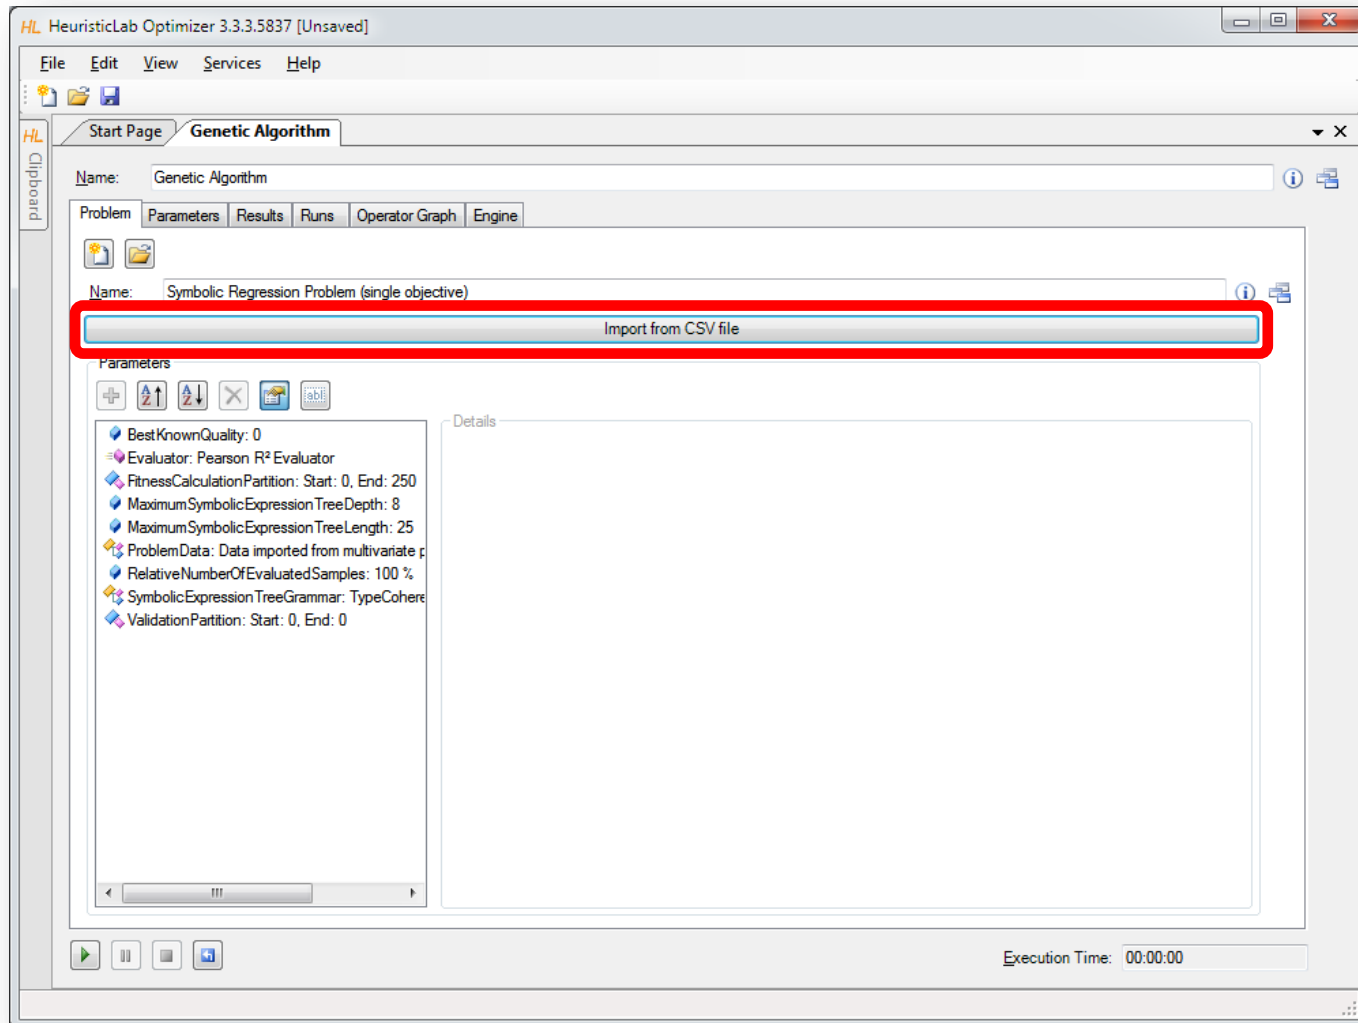 HL HeuristicLab Optimizer 3.3.3.5837 [Unsaved]
File Edit View Services Help
HL Clipboard
Start Page Genetic Algorithm
Name: Genetic Algorithm
Problem Parameters Results Runs Operator Graph Engine
Name: Symbolic Regression Problem (single objective)
Import from CSV file
Parameters
Details
BestKnownQuality: 0
Evaluator: Pearson R² Evaluator
FitnessCalculationPartition: Start: 0, End: 250
MaximumSymbolicExpressionTreeDepth: 8
MaximumSymbolicExpressionTreeLength: 25
ProblemData: Data imported from multivariate p
RelativeNumberOfEvaluatedSamples: 100 %
SymbolicExpressionTreeGrammar: TypeCohere
ValidationPartition: Start: 0, End: 0
Execution Time: 00:00:00